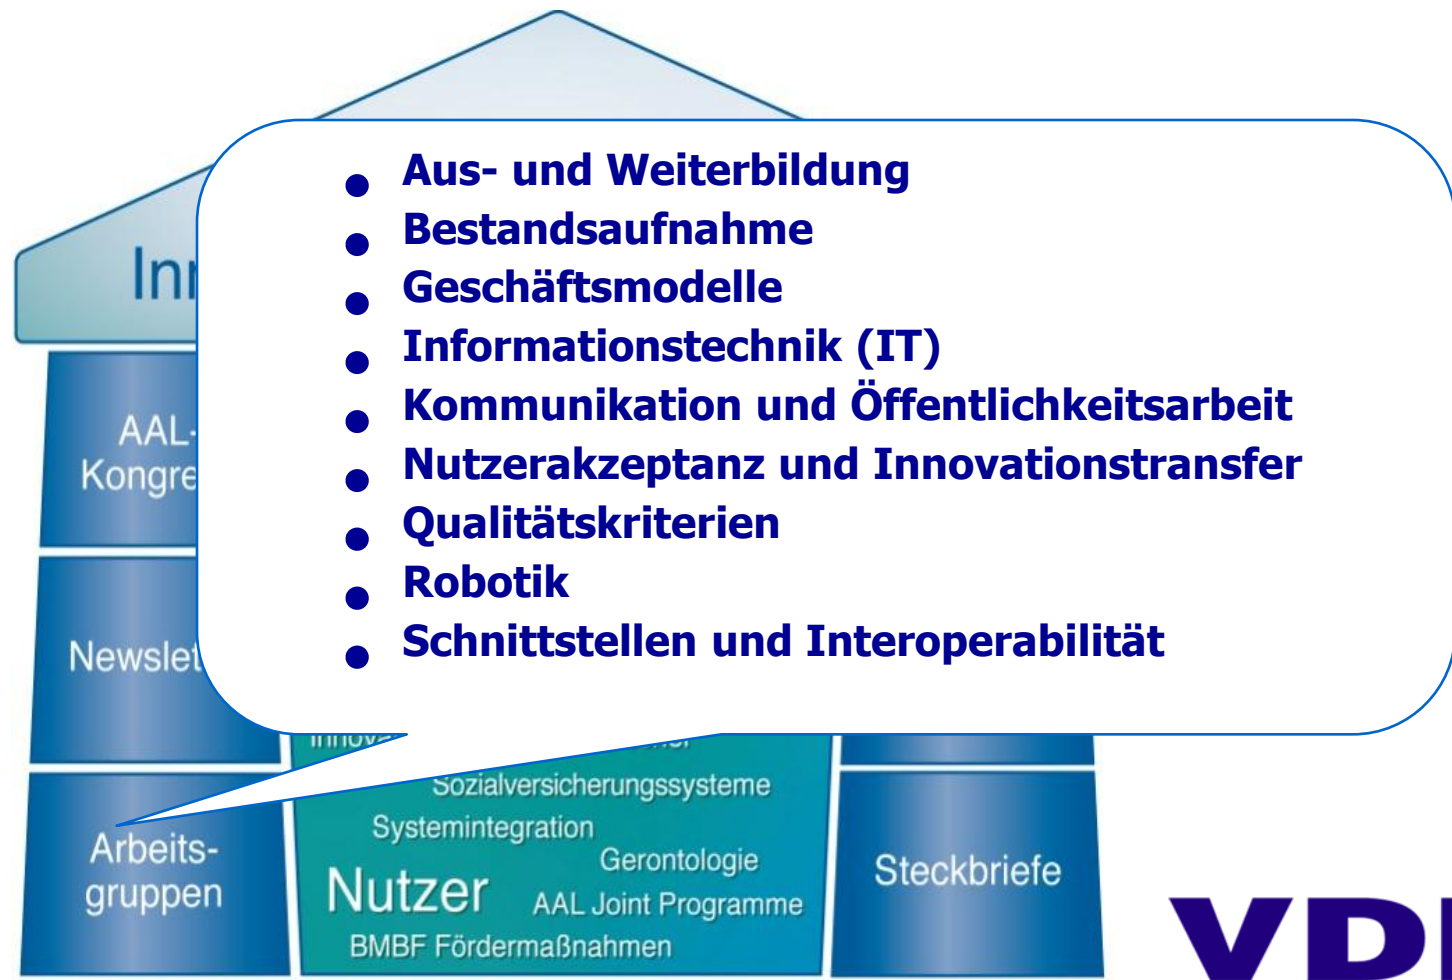 Aus- und Weiterbildung
Bestandsaufnahme
Geschäftsmodelle
Informationstechnik (IT)
Kommunikation und Öffentlichkeitsarbeit
Nutzerakzeptanz und Innovationstransfer
Qualitätskriterien
Robotik
Schnittstellen und Interoperabilität
AAL-
Sozialversicherungssysteme
Systemintegration
Gerontologie
Nutzer
AAL Joint Programme
BMBF Fördermaßnahmen
Arbeits-
gruppen
Steckbriefe